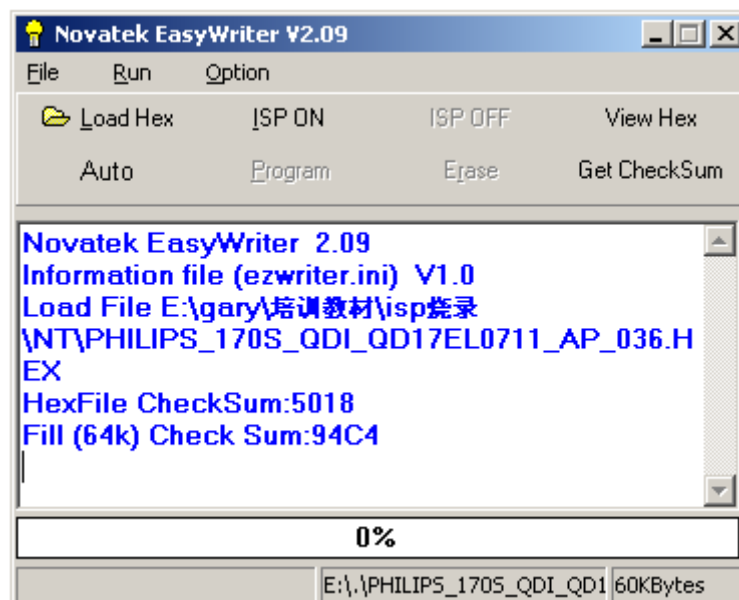 Novatek EasyWriter V2.09
File Run Option
Load Hex ISP ON ISP OFF View Hex
Auto Program Erase Get CheckSum
Novatek EasyWriter 2.09
Information file (ezwriter.ini) V1.0
Load File E:\gary\培训教材\isp烧录
\NT\PHILIPS_170S_QDI_QD17EL0711_AP_036.H
EX
HexFile CheckSum:5018
Fill (64k) Check Sum:94C4
0%
E:\.\PHILIPS_170S_QDI_QD1 60KBytes